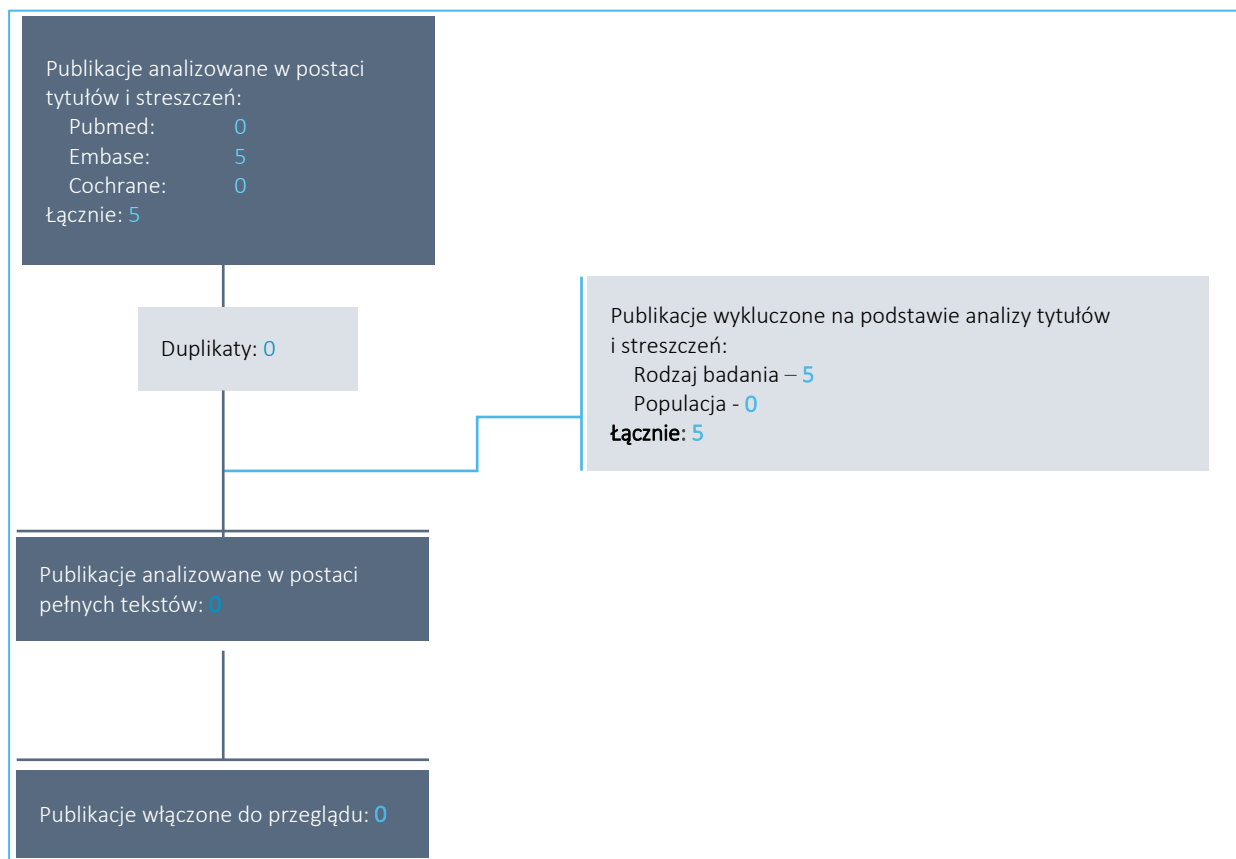 Publikacje analizowane w postaci
tytułów i streszczeń:
Pubmed: 0
Embase: 5
Cochrane: 0
Łącznie: 5
Duplikaty: 0
Publikacje wykluczone na podstawie analizy tytułów
i streszczeń:
Rodzaj badania – 5
Populacja - 0
Łącznie: 5
Publikacje analizowane w postaci
pełnych tekstów: 0
Publikacje włączone do przeglądu: 0